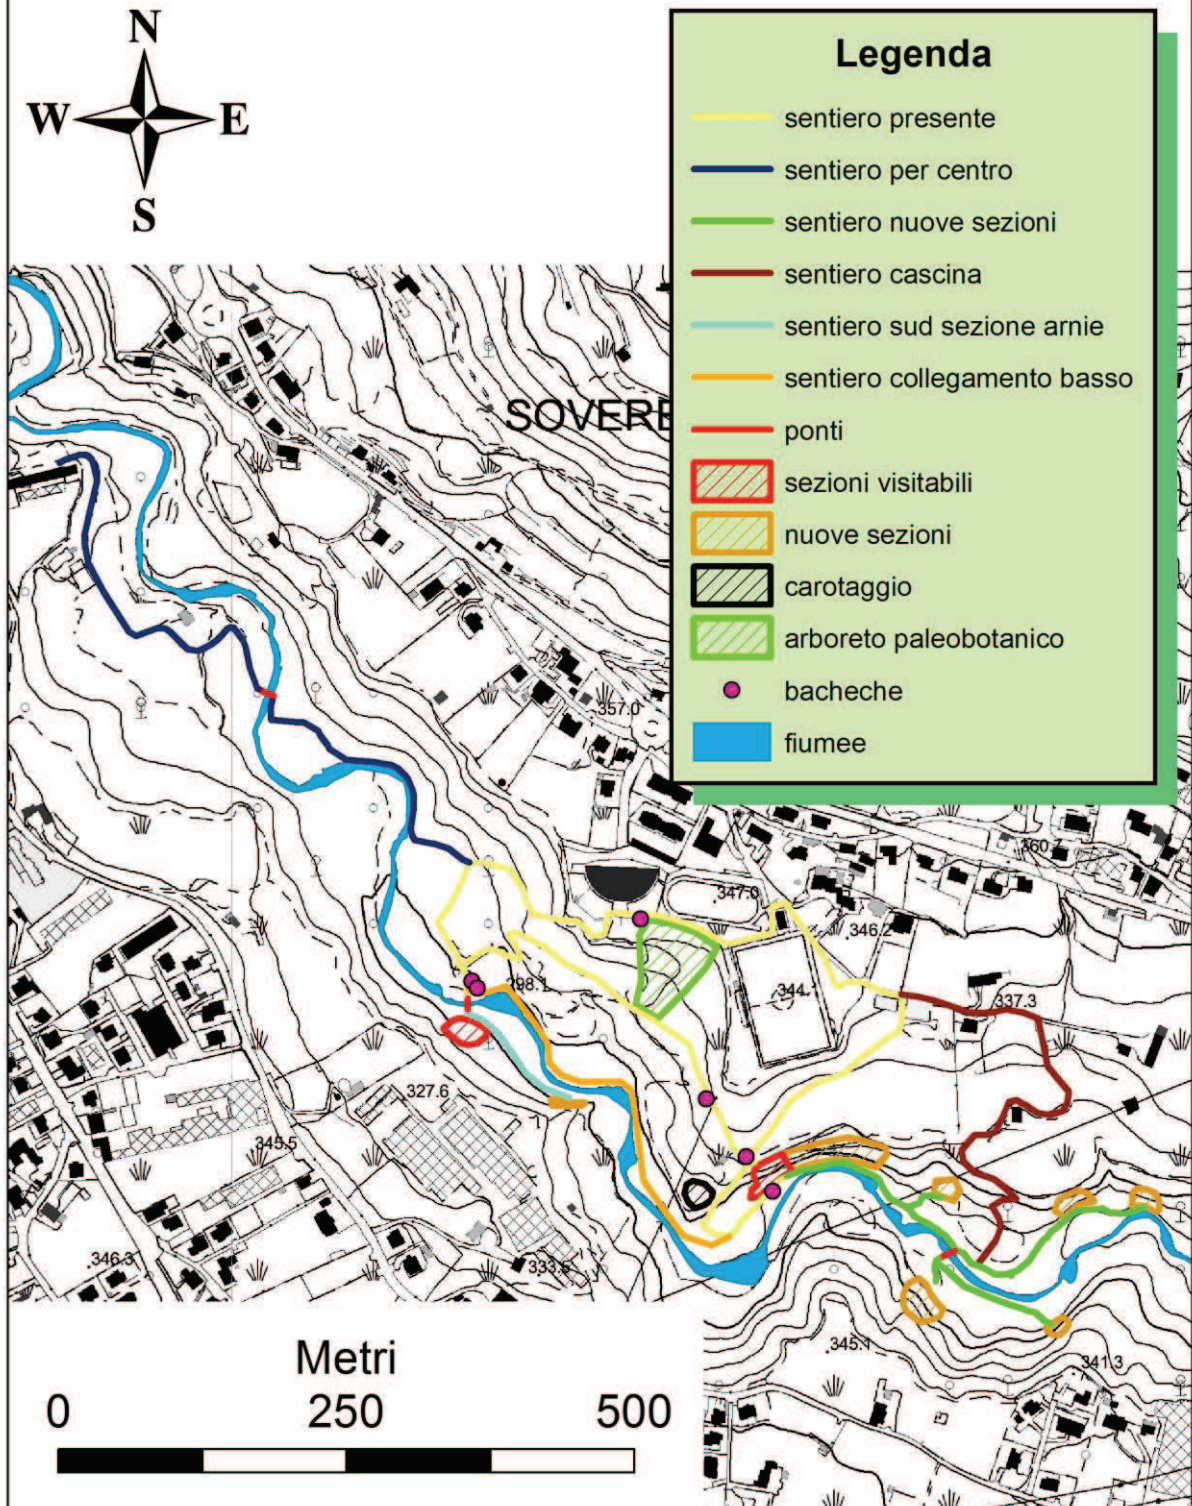 N
W E
S
Legenda
sentiero presente
sentiero per centro
sentiero nuove sezioni
sentiero cascina
sentiero sud sezione arnie
sentiero collegamento basso
ponti
sezioni visitabili
nuove sezioni
carotaggio
arboreto paleobotanico
bacheche
fiumee
SOVERE
357.0
347.0
346.2
298.1
344.1
337.3
327.6
345.5
346.3
333.6
345.1
341.3
Metri
0 250 500